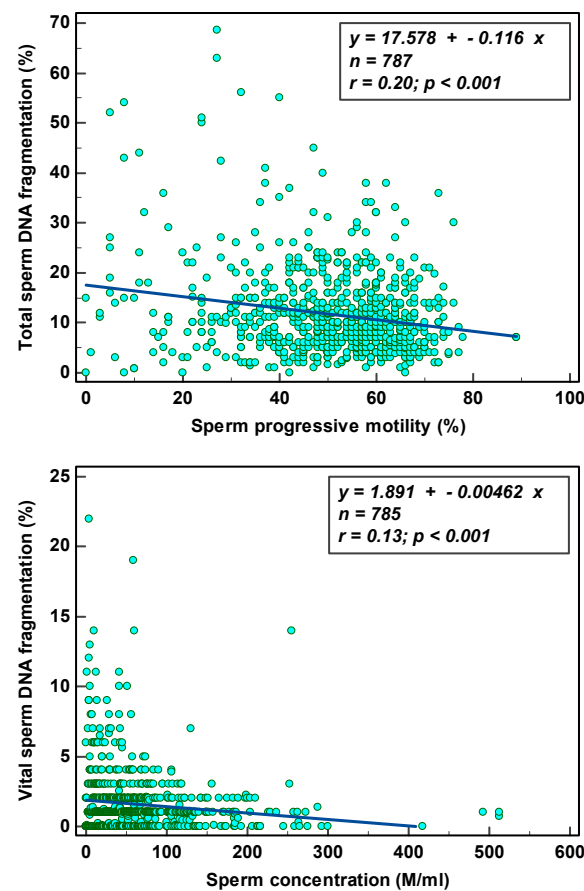 70
60
50
40
30
20
10
0
Total sperm DNA fragmentation (%)
y = 17.578 + - 0.116 x
n = 787
r = 0.20; p < 0.001
0 20 40 60 80 100
Sperm progressive motility (%)
25
20
15
10
5
0
Vital sperm DNA fragmentation (%)
y = 1.891 + - 0.00462 x
n = 785
r = 0.13; p < 0.001
0 100 200 300 400 500 600
Sperm concentration (M/ml)